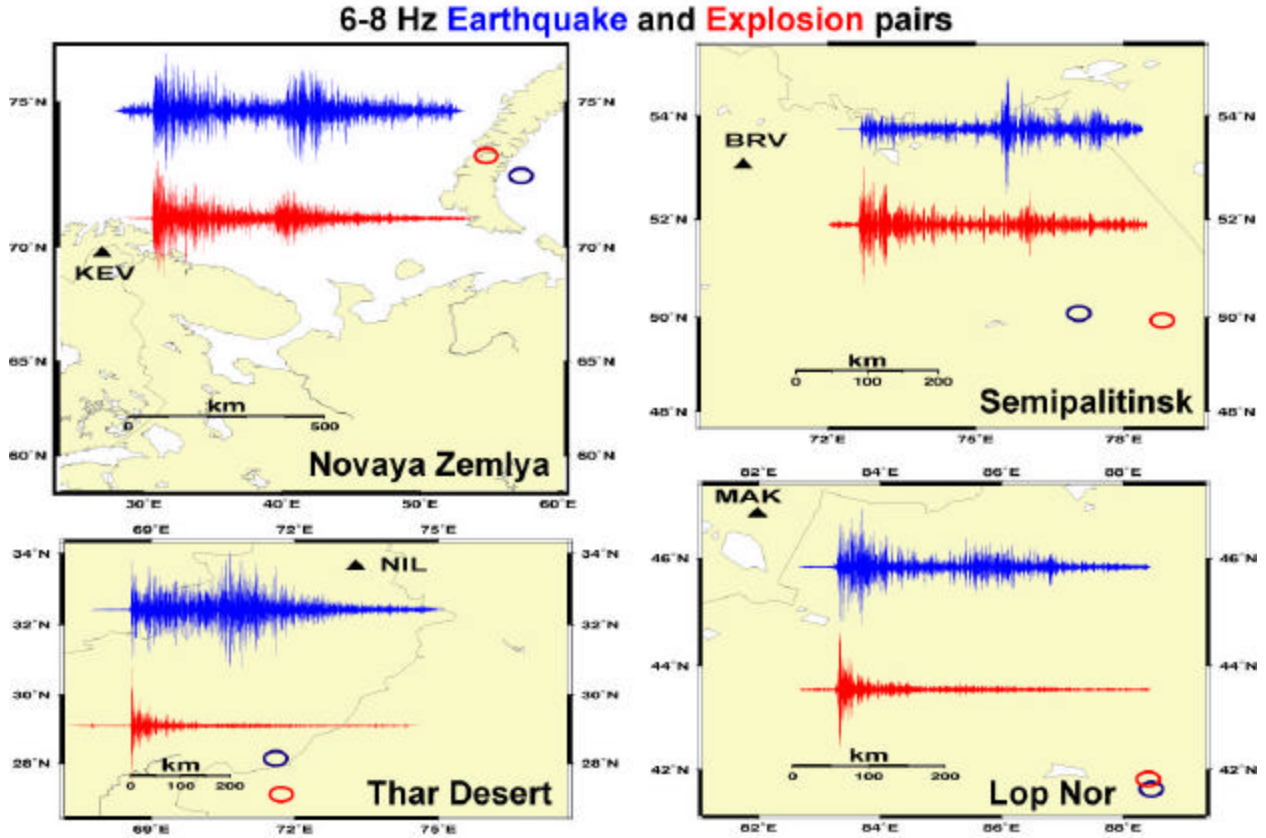 6-8 Hz Earthquake and Explosion pairs
75˚N
75˚N
70˚N
70˚N
KEV
65˚N
65˚N
km
0 500
60˚N
60˚N
Novaya Zemlya
30˚E 40˚E 50˚E 60˚E
54˚N
54˚N
BRV
52˚N
52˚N
50˚N
50˚N
km
0 100 200
Semipalitinsk
48˚N
48˚N
72˚E 75˚E 78˚E
69˚E 72˚E 75˚E
34˚N
34˚N
NIL
32˚N
32˚N
30˚N
30˚N
km
0 100 200
28˚N
28˚N
Thar Desert
69˚E 72˚E 75˚E
82˚E 84˚E 86˚E 88˚E
MAK
46˚N
46˚N
44˚N
44˚N
km
0 100 200
42˚N
42˚N
Lop Nor
82˚E 84˚E 86˚E 88˚E